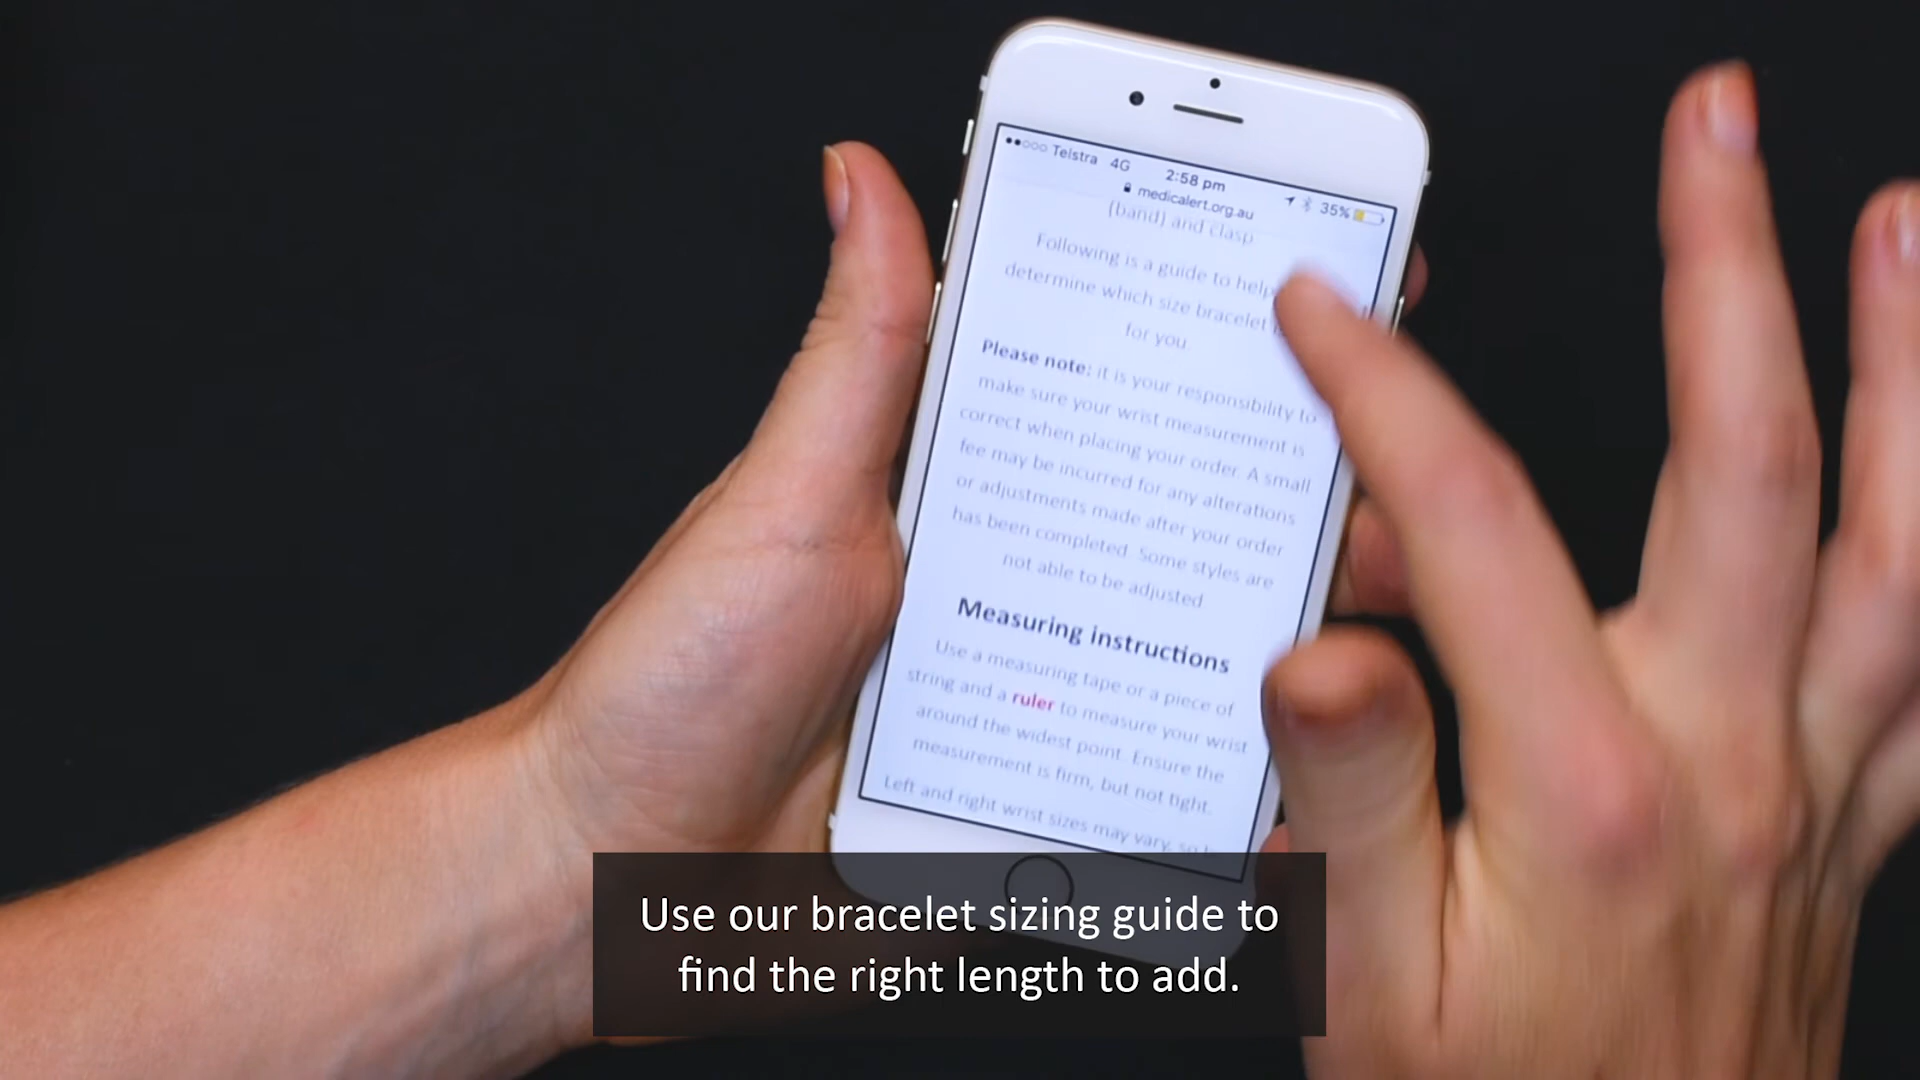 Telstra 4G
2:58 pm
35%
medicalert.org.au
(band) and clasp
Following is a guide to help
determine which size bracelet
for you
Please note: it is your responsibility to
make sure your wrist measurement is
correct when placing your order. A small
fee may be incurred for any alterations
or adjustments made after your order
has been completed. Some styles are
not able to be adjusted
Measuring instructions
Use a measuring tape or a piece of
string and a ruler to measure your wrist
around the widest point. Ensure the
measurement is firm, but not tight.
Left and right wrist sizes may vary, so
Use our bracelet sizing guide to
find the right length to add.